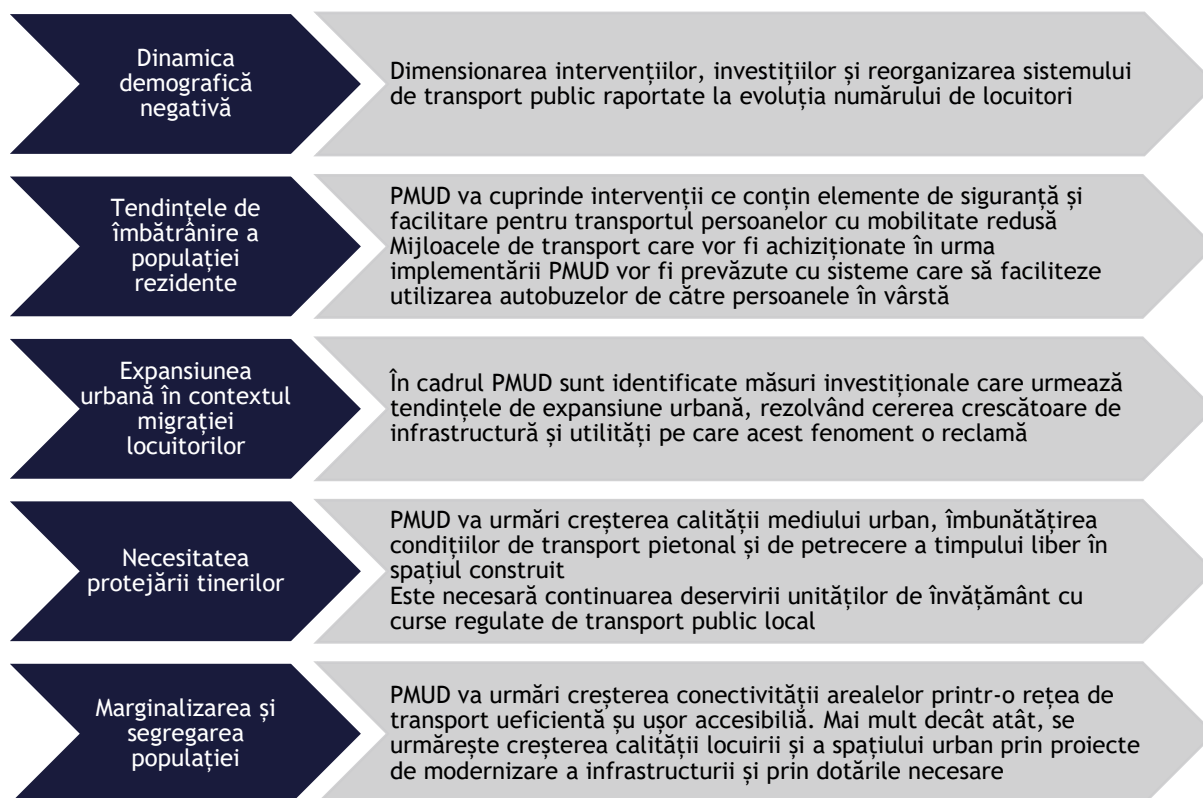 Dinamica
demografică
negativă
Dimensionarea intervențiilor, investițiilor și reorganizarea sistemului
de transport public raportate la evoluția numărului de locuitori
Tendințele de
îmbătrânire a
populației
rezidente
PMUD va cuprinde intervenții ce conțin elemente de siguranță și
facilitare pentru transportul persoanelor cu mobilitate redusă
Mijloacele de transport care vor fi achiziționate în urma
implementării PMUD vor fi prevăzute cu sisteme care să faciliteze
utilizarea autobuzelor de către persoanele în vârstă
Expansiunea
urbană în contextul
migrației
locuitorilor
În cadrul PMUD sunt identificate măsuri investiționale care urmează
tendințele de expansiune urbană, rezolvând cererea crescătoare de
infrastructură și utilități pe care acest fenoment o reclamă
Necesitatea
protejării tinerilor
PMUD va urmări creșterea calității mediului urban, îmbunătățirea
condițiilor de transport pietonal și de petrecere a timpului liber în
spațiul construit
Este necesară continuarea deservirii unităților de învățământ cu
curse regulate de transport public local
Marginalizarea și
segregarea
populației
PMUD va urmări creșterea conectivității arealelor printr-o rețea de
transport ueficientă șu ușor accesibiliă. Mai mult decât atât, se
urmărește creșterea calității locuirii și a spațiului urban prin proiecte
de modernizare a infrastructurii și prin dotările necesare